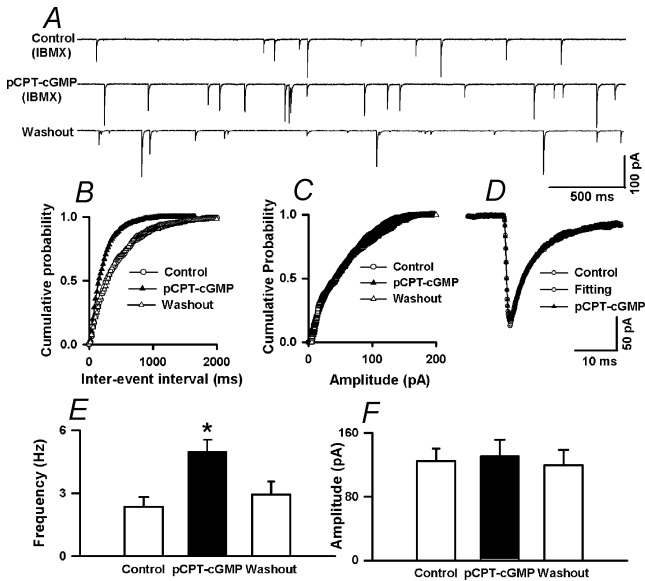 A
Control
(IBMX)
pCPT-cGMP
(IBMX)
Washout
100 pA
500 ms
B
Cumulative probability
1.0
0.5
0.0
Control
pCPT-cGMP
Washout
0
1000
2000
Inter-event interval (ms)
C
Cumulative Probability
1.0
0.5
0.0
Control
pCPT-cGMP
Washout
0
100
200
Amplitude (pA)
D
Control
Fitting
pCPT-cGMP
50 pA
10 ms
E
Frequency (Hz)
6
3
0
*
Control pCPT-cGMP Washout
F
Amplitude (pA)
160
80
0
Control pCPT-cGMP Washout